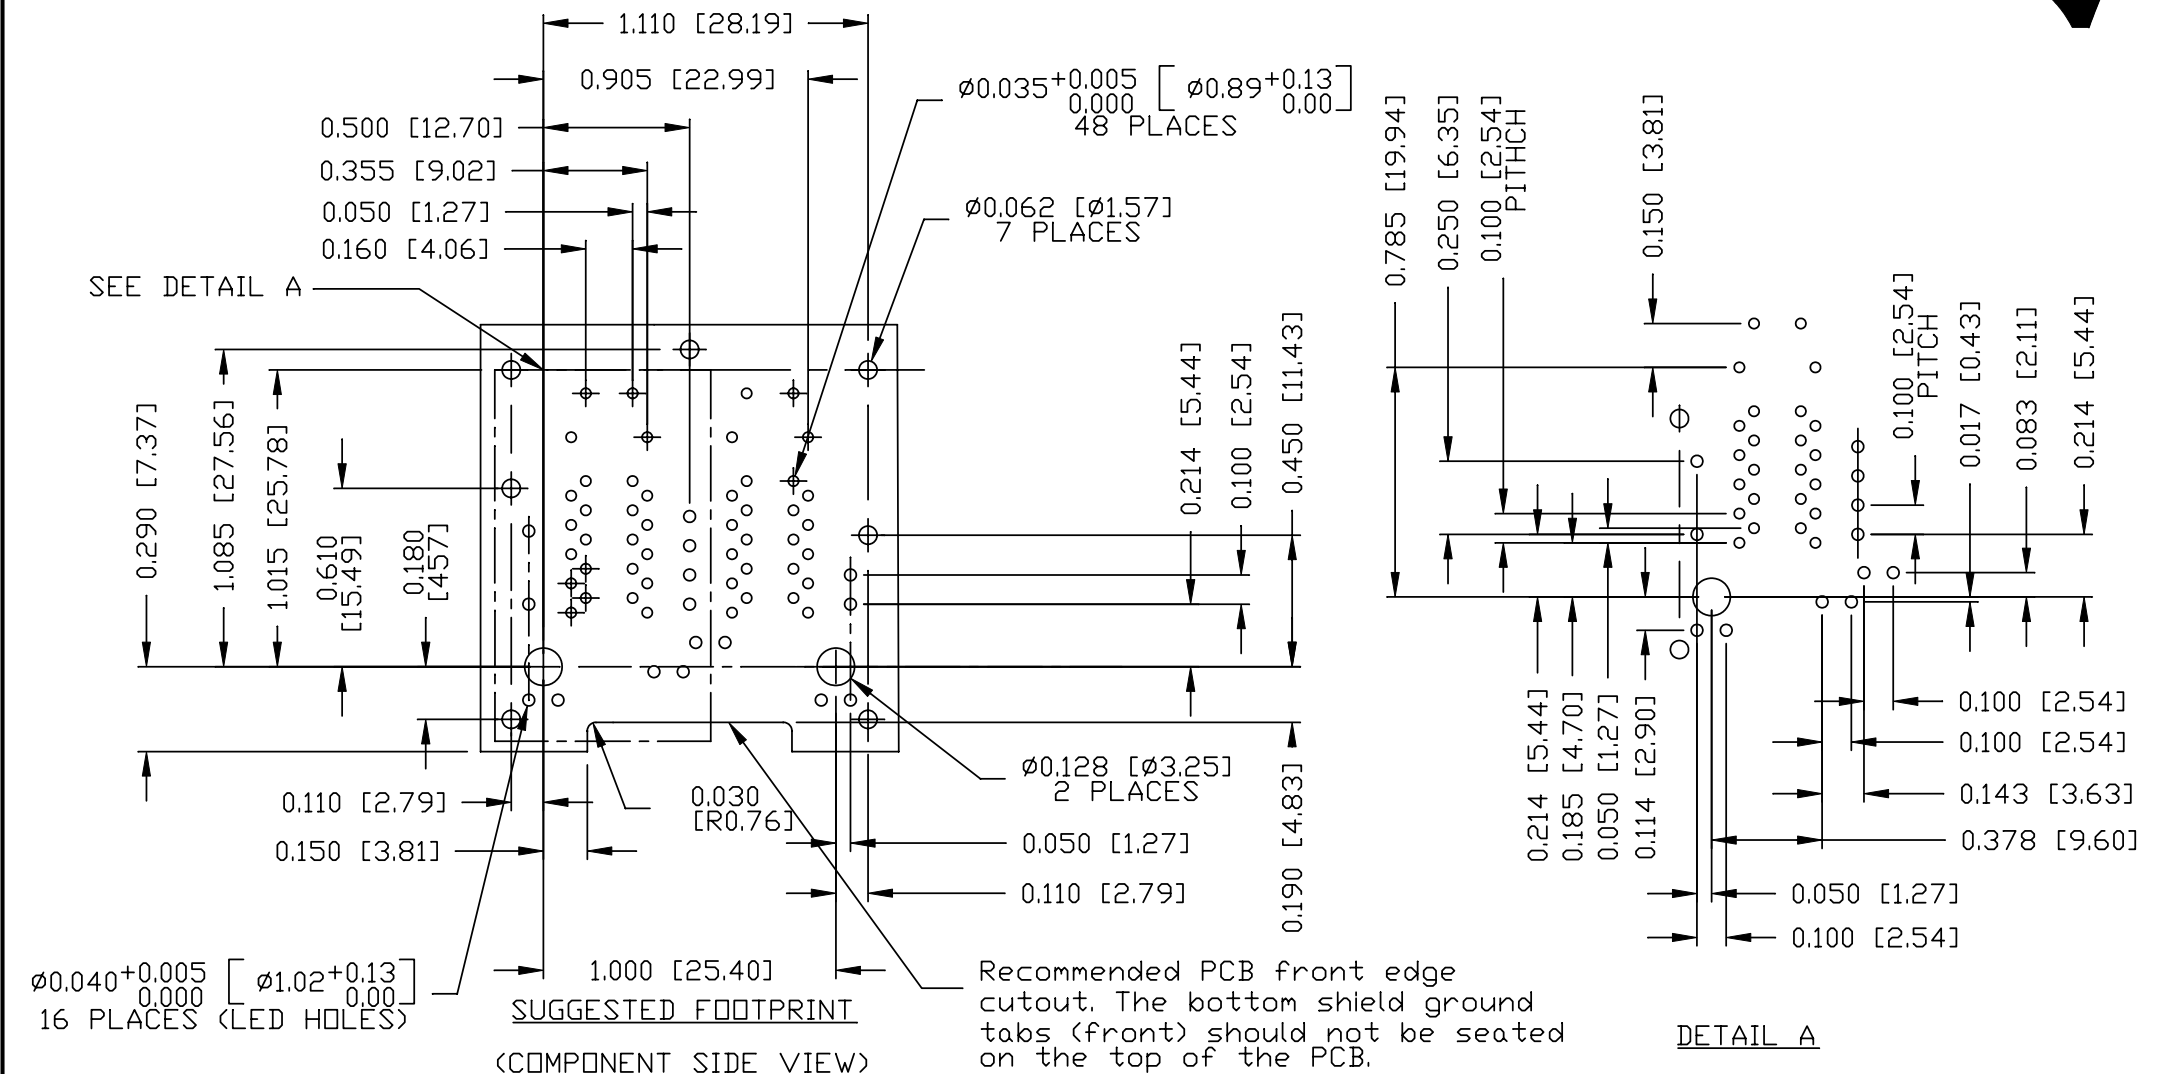 1.110 [28.19]
0.905 [22.99]
0.500 [12.70]
0.355 [9.02]
0.050 [1.27]
0.160 [4.06]
SEE DETAIL A
ø0.035+0.005 [ ø0.89+0.13 ]
0.000 0.00
48 PLACES
ø0.062 [ø1.57]
7 PLACES
0.290 [7.37]
1.085 [27.56]
1.015 [25.78]
0.610
[15.49]
0.180
[457]
0.214 [5.44]
0.100 [2.54]
0.450 [11.43]
0.110 [2.79]
0.150 [3.81]
0.030
[R0.76]
ø0.128 [ø3.25]
2 PLACES
0.050 [1.27]
0.110 [2.79]
0.190 [4.83]
1.000 [25.40]
ø0.040+0.005 [ ø1.02+0.13 ]
0.000 0.00
16 PLACES (LED HOLES)
SUGGESTED FOOTPRINT
(COMPONENT SIDE VIEW)
Recommended PCB front edge
cutout. The bottom shield ground
tabs (front) should not be seated
on the top of the PCB.
0.785 [19.94]
0.250 [6.35]
0.100 [2.54]
PITHCH
0.150 [3.81]
0.100 [2.54]
PITCH
0.017 [0.43]
0.083 [2.11]
0.214 [5.44]
0.214 [5.44]
0.185 [4.70]
0.050 [1.27]
0.114 [2.90]
0.100 [2.54]
0.100 [2.54]
0.143 [3.63]
0.378 [9.60]
0.050 [1.27]
0.100 [2.54]
DETAIL A